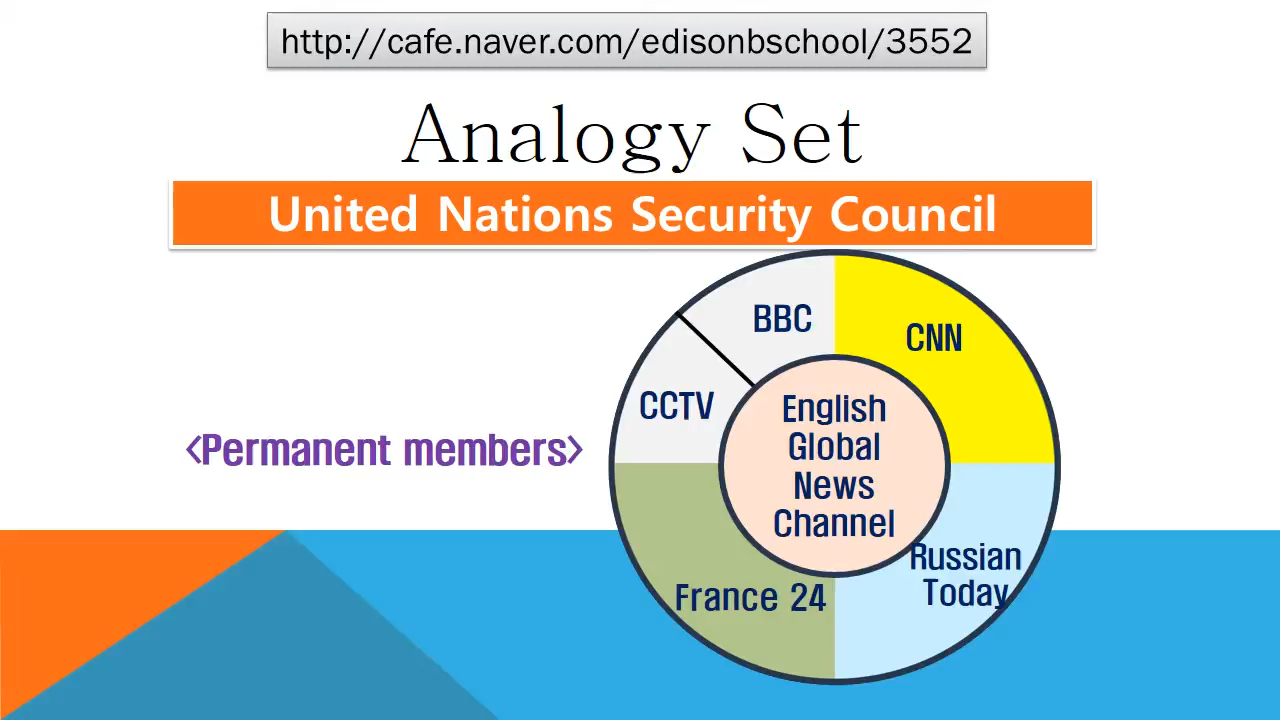 http://cafe.naver.com/edisonbschool/3552
Analogy Set
United Nations Security Council
BBC
CNN
CCTV
English
Global
News
Channel
<Permanent members>
Russian
Today
France 24